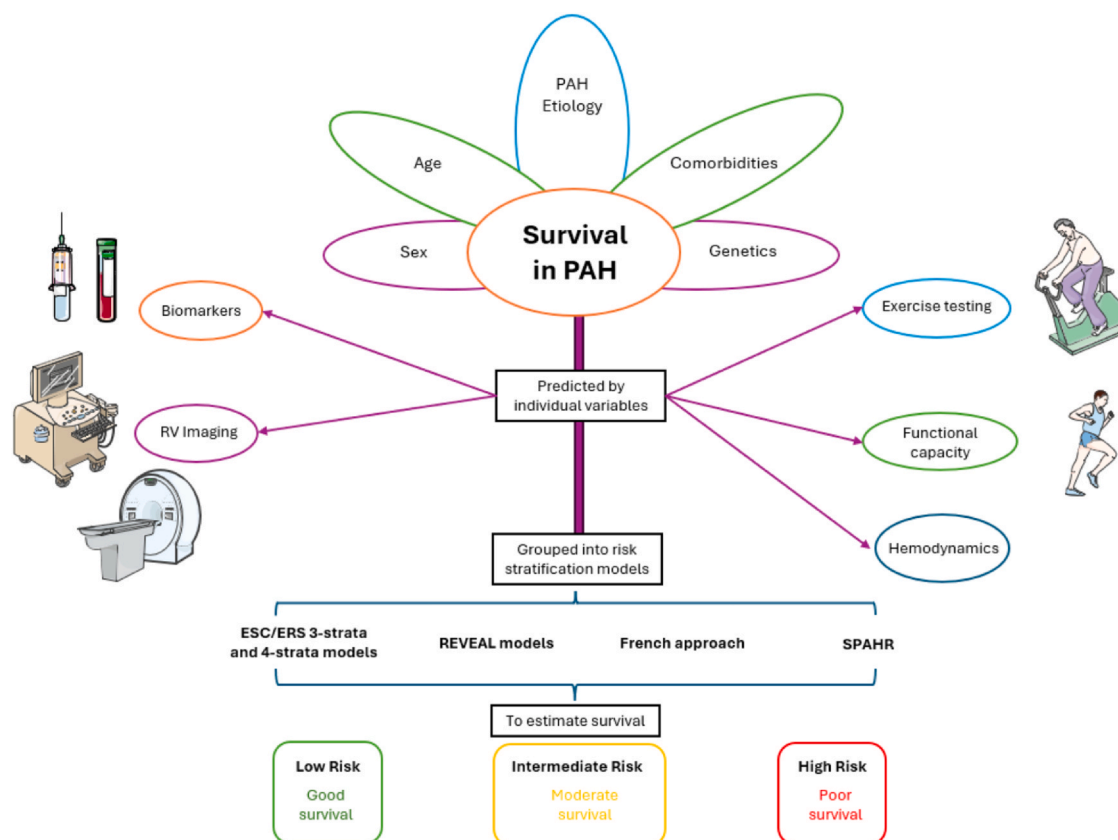 PAH
Etiology
Age
Comorbidities
Survival
in PAH
Sex
Genetics
Biomarkers
Exercise testing
Predicted by
individual variables
RV Imaging
Functional
capacity
Hemodynamics
Grouped into risk
stratification models
ESC/ERS 3-strata
and 4-strata models
REVEAL models
French approach
SPAHR
To estimate survival
Low Risk
Good
survival
Intermediate Risk
Moderate
survival
High Risk
Poor
survival